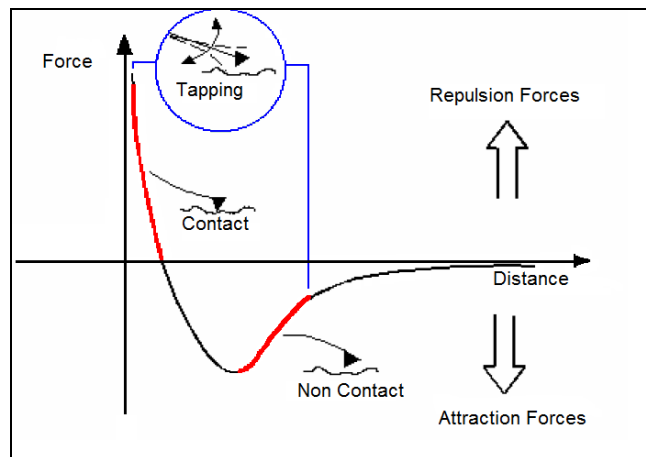 Force
Tapping
Repulsion Forces
Contact
Distance
Non Contact
Attraction Forces